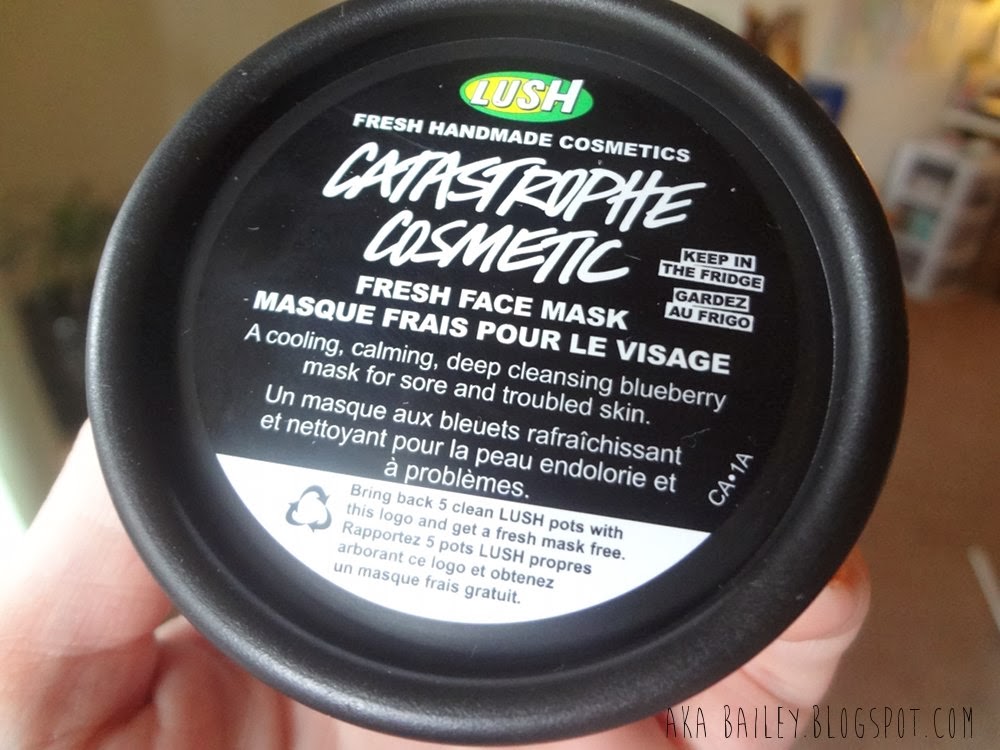 LUSH
FRESH HANDMADE COSMETICS
CATASTROPHE
COSMETIC
KEEP IN
THE FRIDGE
GARDEZ
AU FRIGO
FRESH FACE MASK
MASQUE FRAIS POUR LE VISAGE
A cooling, calming, deep cleansing blueberry
mask for sore and troubled skin.
Un masque aux bleuets rafraîchissant
et nettoyant pour la peau endolorie et
à problèmes.
CA•1A
Bring back 5 clean LUSH pots with
this logo and get a fresh mask free.
Rapportez 5 pots LUSH propres
arborant ce logo et obtenez
un masque frais gratuit.
AKA BAILEY.BLOGSPOT.COM